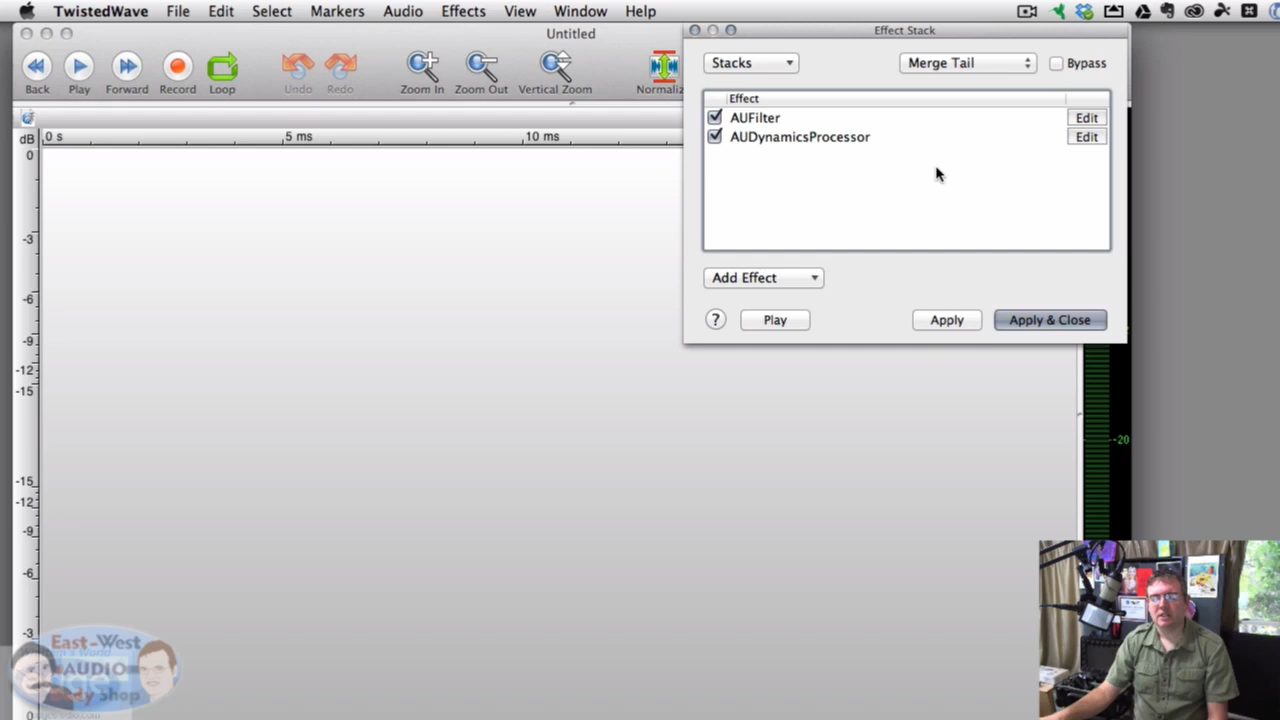 TwistedWave File Edit Select Markers Audio Effects View Window Help
Untitled
Back Play Forward Record Loop Undo Redo Zoom In Zoom Out Vertical Zoom
dB 0 s 5 ms 10 ms
0
-3
-6
-9
-12
-15
-15
-12
-9
-6
-3
0
Effect Stack
Stacks Merge Tail Bypass
Effect
AUFilter Edit
AUDynamicsProcessor Edit
Add Effect
? Play Apply Apply & Close
-20
East-West
AUDIO
Shop